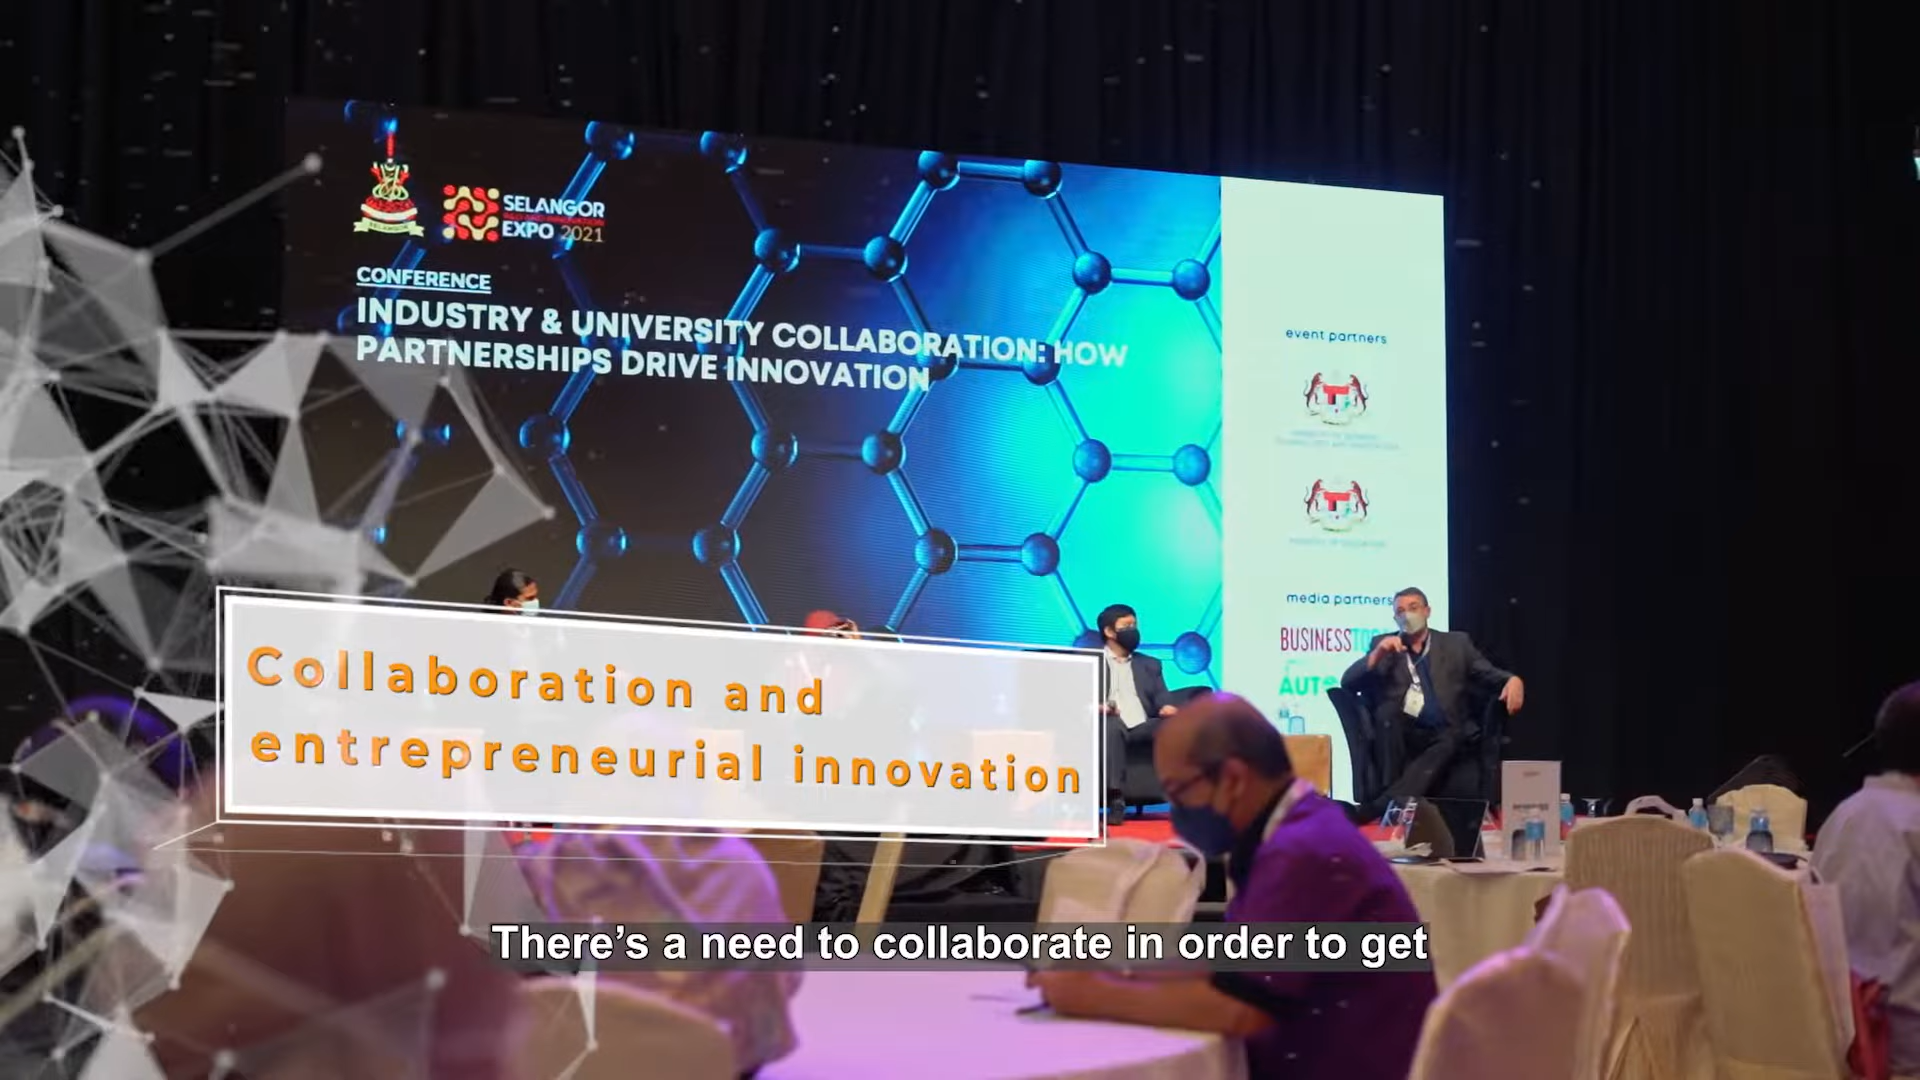 SELANGOR
EXPO 2021
CONFERENCE
INDUSTRY & UNIVERSITY COLLABORATION: HOW
PARTNERSHIPS DRIVE INNOVATION
event partners
media partners
BUSINESS
Collaboration and
entrepreneurial innovation
There’s a need to collaborate in order to get